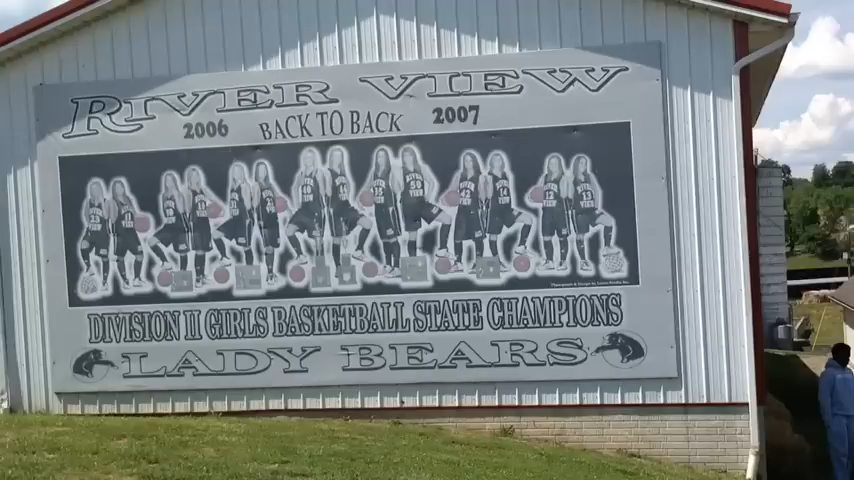 RIVER VIEW
2006 BACK TO BACK 2007
DIVISION II GIRLS BASKETBALL STATE CHAMPIONS
LADY BEARS